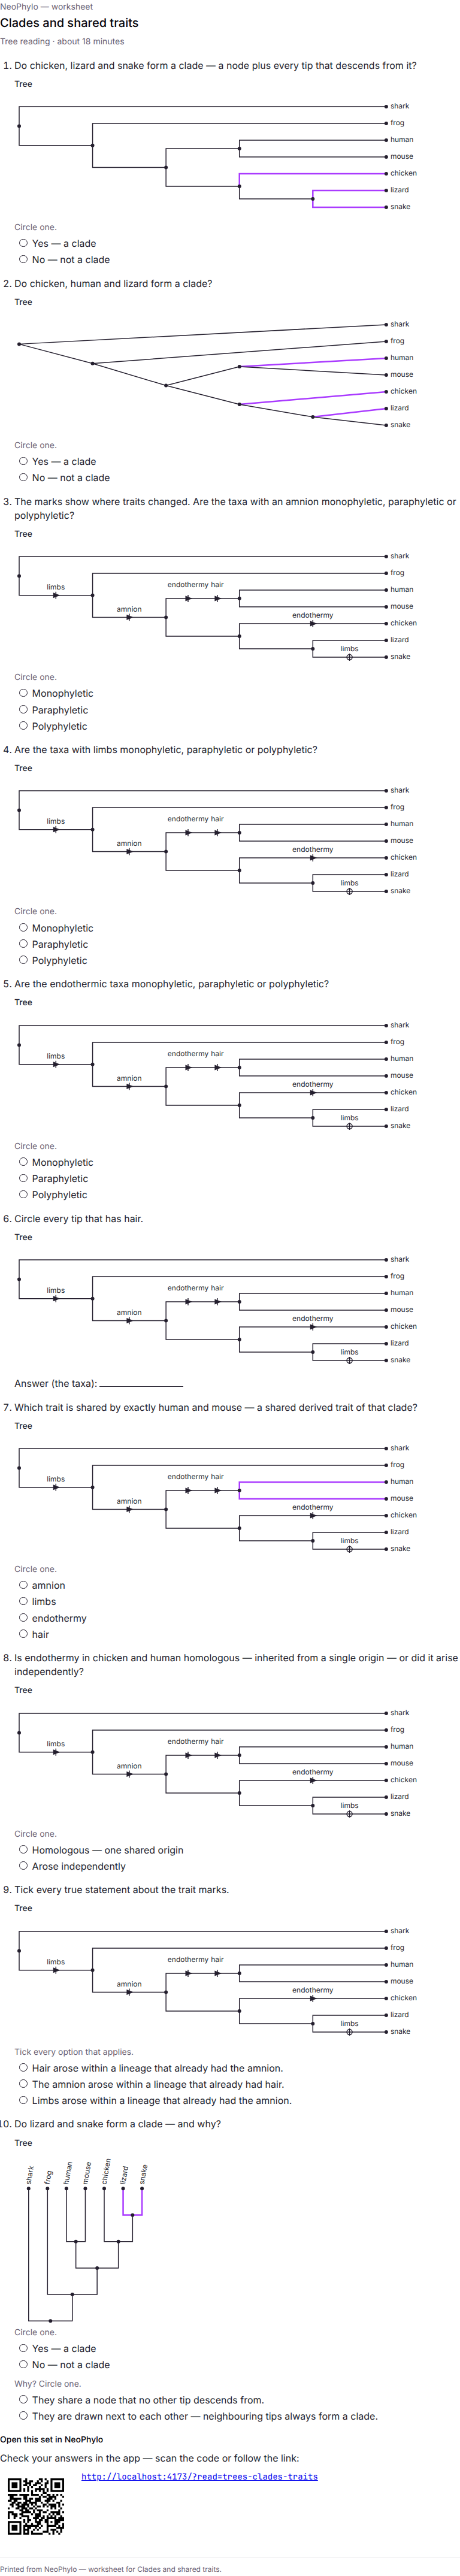 NeoPhylo — worksheet
Clades and shared traits
Tree reading · about 18 minutes
1. Do chicken, lizard and snake form a clade — a node plus every tip that descends from it?
Tree
shark
frog
human
mouse
chicken
lizard
snake
Circle one.
Yes — a clade
No — not a clade
2. Do chicken, human and lizard form a clade?
Tree
shark
frog
human
mouse
chicken
lizard
snake
Circle one.
Yes — a clade
No — not a clade
3. The marks show where traits changed. Are the taxa with an amnion monophyletic, paraphyletic or
polyphyletic?
Tree
shark
frog
limbs
endothermy hair
human
amnion
mouse
endothermy
chicken
lizard
limbs
snake
Circle one.
Monophyletic
Paraphyletic
Polyphyletic
4. Are the taxa with limbs monophyletic, paraphyletic or polyphyletic?
Tree
shark
frog
limbs
endothermy hair
human
amnion
mouse
endothermy
chicken
lizard
limbs
snake
Circle one.
Monophyletic
Paraphyletic
Polyphyletic
5. Are the endothermic taxa monophyletic, paraphyletic or polyphyletic?
Tree
shark
frog
limbs
endothermy hair
human
amnion
mouse
endothermy
chicken
lizard
limbs
snake
Circle one.
Monophyletic
Paraphyletic
Polyphyletic
6. Circle every tip that has hair.
Tree
shark
frog
limbs
endothermy hair
human
amnion
mouse
endothermy
chicken
lizard
limbs
snake
Answer (the taxa):
7. Which trait is shared by exactly human and mouse — a shared derived trait of that clade?
Tree
shark
frog
limbs
endothermy hair
human
amnion
mouse
endothermy
chicken
lizard
limbs
snake
Circle one.
amnion
limbs
endothermy
hair
8. Is endothermy in chicken and human homologous — inherited from a single origin — or did it arise
independently?
Tree
shark
frog
limbs
endothermy hair
human
amnion
mouse
endothermy
chicken
lizard
limbs
snake
Circle one.
Homologous — one shared origin
Arose independently
9. Tick every true statement about the trait marks.
Tree
shark
frog
limbs
endothermy hair
human
amnion
mouse
endothermy
chicken
lizard
limbs
snake
Tick every option that applies.
Hair arose within a lineage that already had the amnion.
The amnion arose within a lineage that already had hair.
Limbs arose within a lineage that already had the amnion.
10. Do lizard and snake form a clade — and why?
Tree
shark
frog
human
mouse
chicken
lizard
snake
Circle one.
Yes — a clade
No — not a clade
Why? Circle one.
They share a node that no other tip descends from.
They are drawn next to each other — neighbouring tips always form a clade.
Open this set in NeoPhylo
Check your answers in the app — scan the code or follow the link:
http://localhost:4173/?read=trees-clades-traits
Printed from NeoPhylo — worksheet for Clades and shared traits.